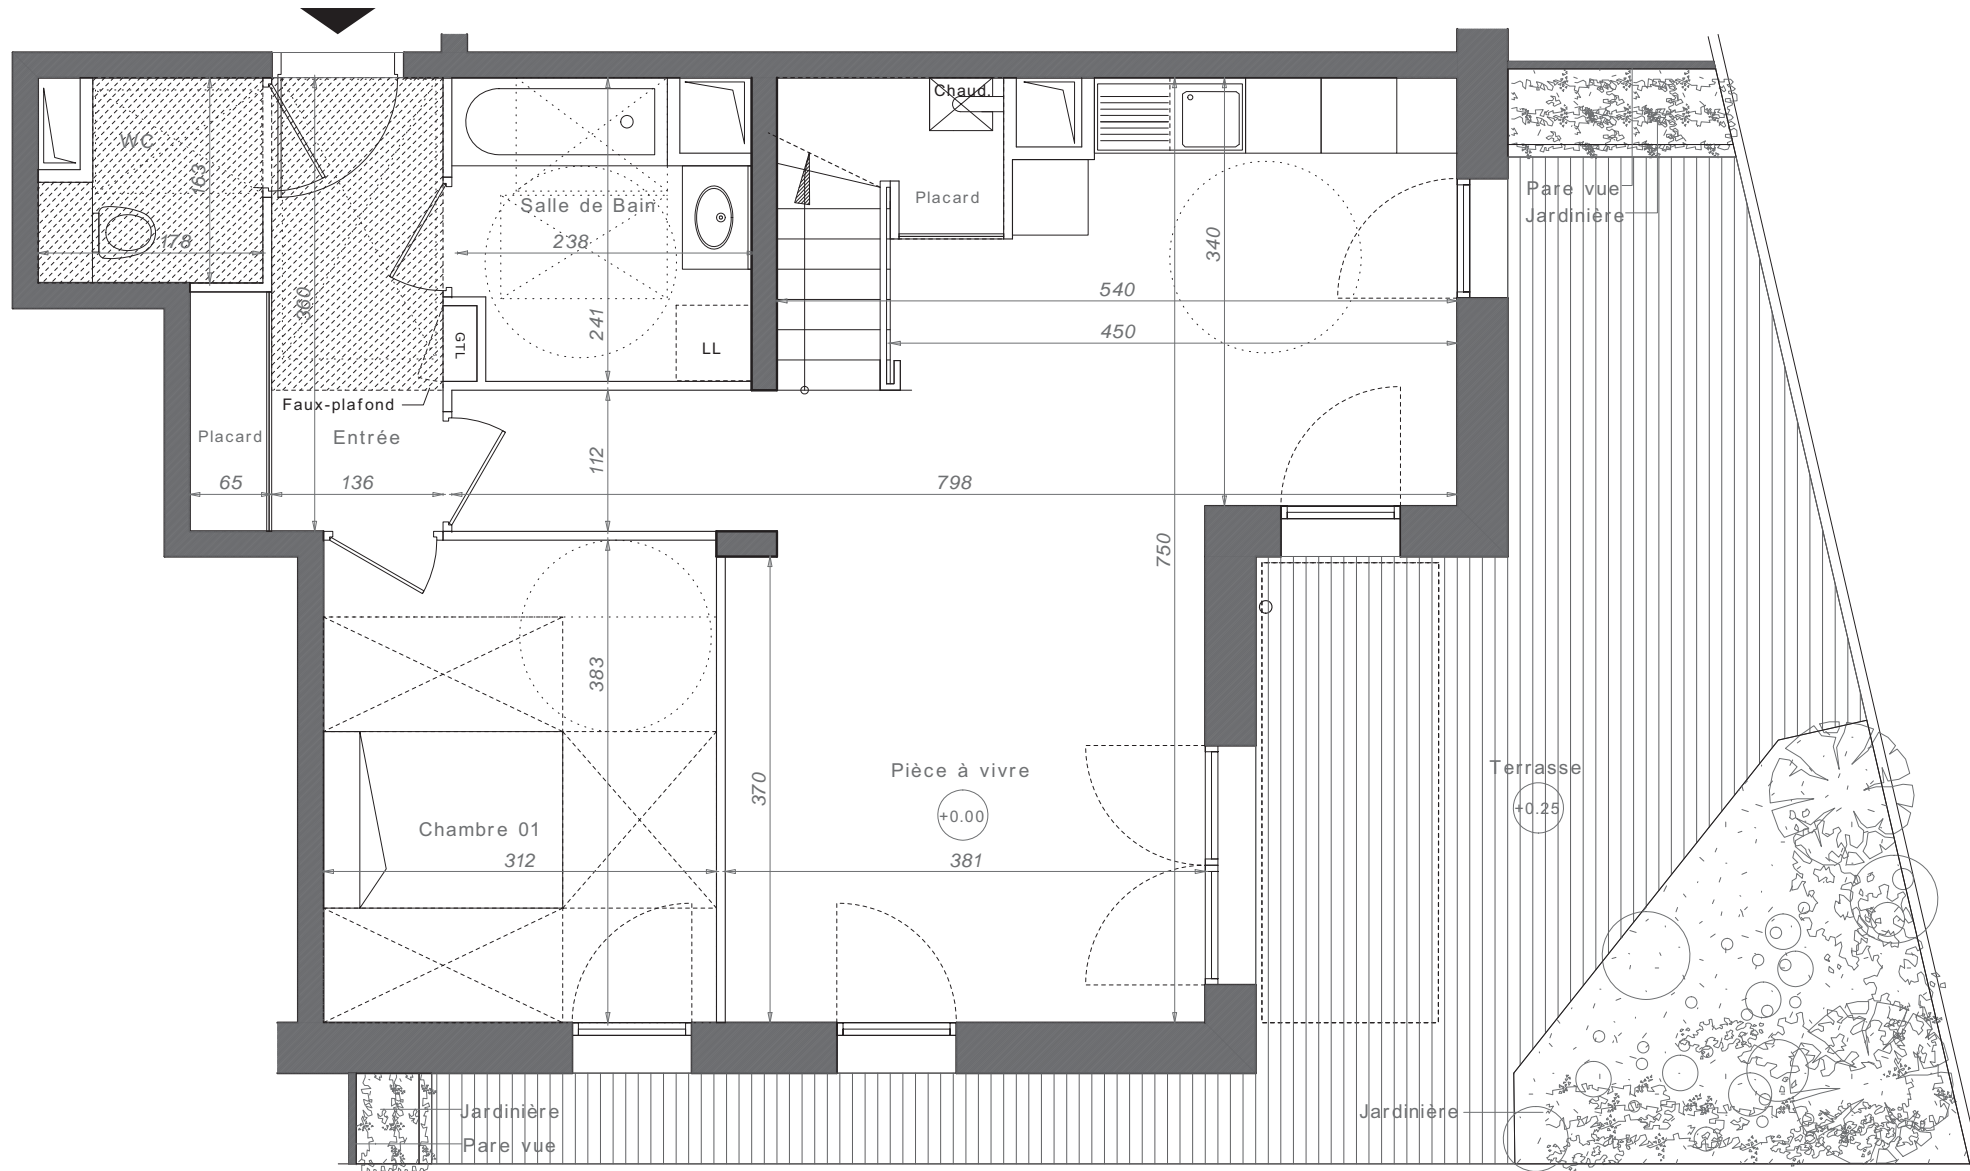 Chaud.
WC
163
Pare vue
Jardinière
Placard
Salle de Bain
178
238
340
360
540
241
450
GTL
LL
Faux-plafond
Placard
Entrée
112
65
136
798
750
383
Pièce à vivre
+0.00
Terrasse
+0.25
370
Chambre 01
312
381
Jardinière
Pare vue
Jardinière